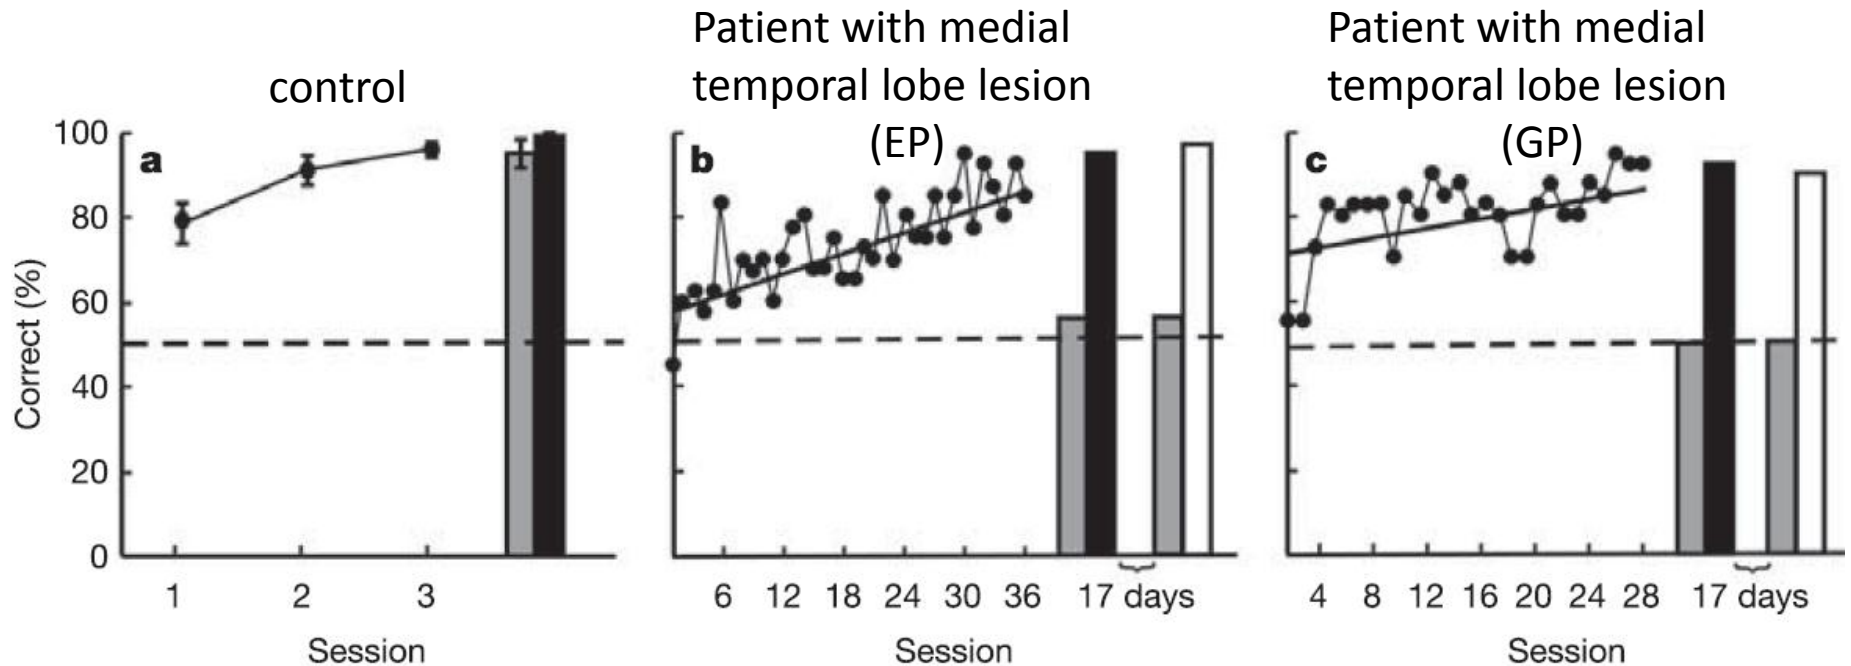 control
Patient with medial
temporal lobe lesion
(EP)
Patient with medial
temporal lobe lesion
(GP)
Correct (%)
100
80
60
40
20
0
a
1 2 3
Session
b
6 12 18 24 30 36 17 days
Session
c
4 8 12 16 20 24 28 17 days
Session